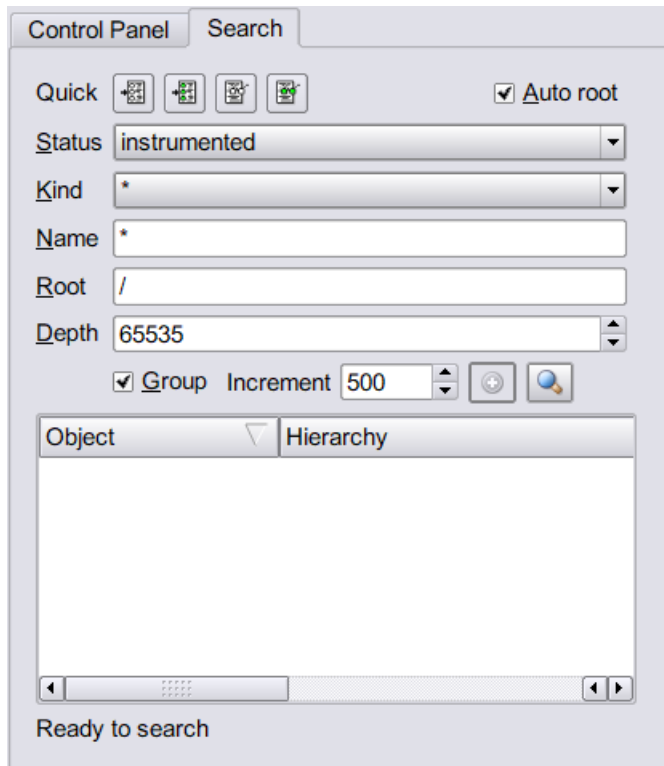 Control Panel Search
Quick Auto root
Status instrumented
Kind *
Name *
Root /
Depth 65535
Group Increment 500
Object Hierarchy
Ready to search